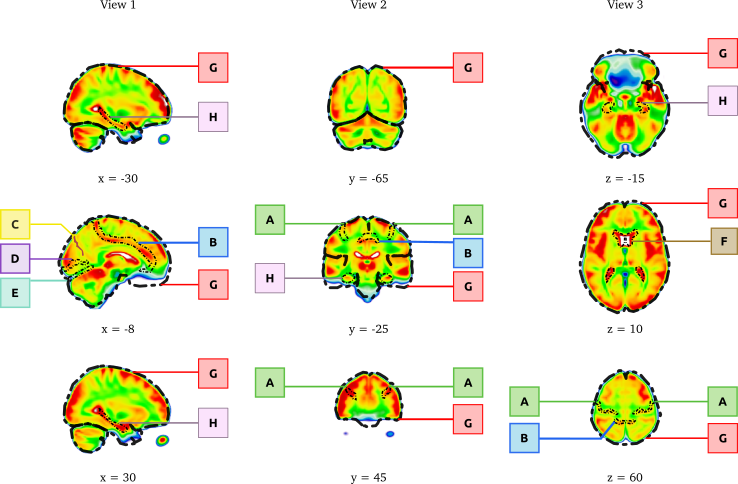 View 1 View 2 View 3
G G G
H H
x = -30 y = -65 z = -15
C A A G
D B B F
E G H G
x = -8 y = -25 z = 10
G A A A A
H G B G
x = 30 y = 45 z = 60